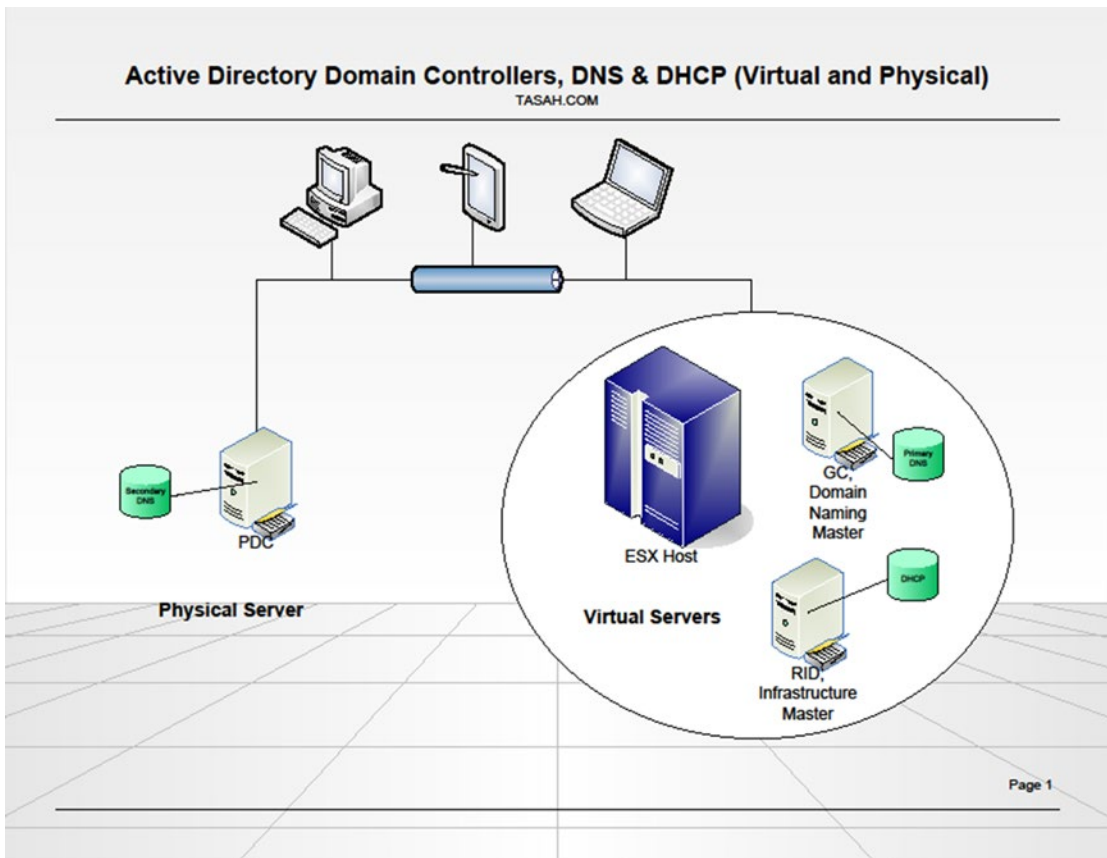 Active Directory Domain Controllers, DNS & DHCP (Virtual and Physical)
TASAH.COM
Secondary
DNS
PDC
Physical Server
ESX Host
Virtual Servers
GC,
Domain
Naming
Master
Primary
DNS
DHCP
RID,
Infrastructure
Master
Page 1